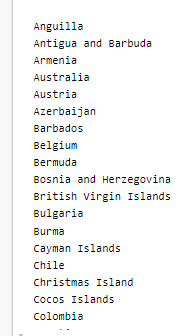 Anguilla
Antigua and Barbuda
Armenia
Australia
Austria
Azerbaijan
Barbados
Belgium
Bermuda
Bosnia and Herzegovina
British Virgin Islands
Bulgaria
Burma
Cayman Islands
Chile
Christmas Island
Cocos Islands
Colombia